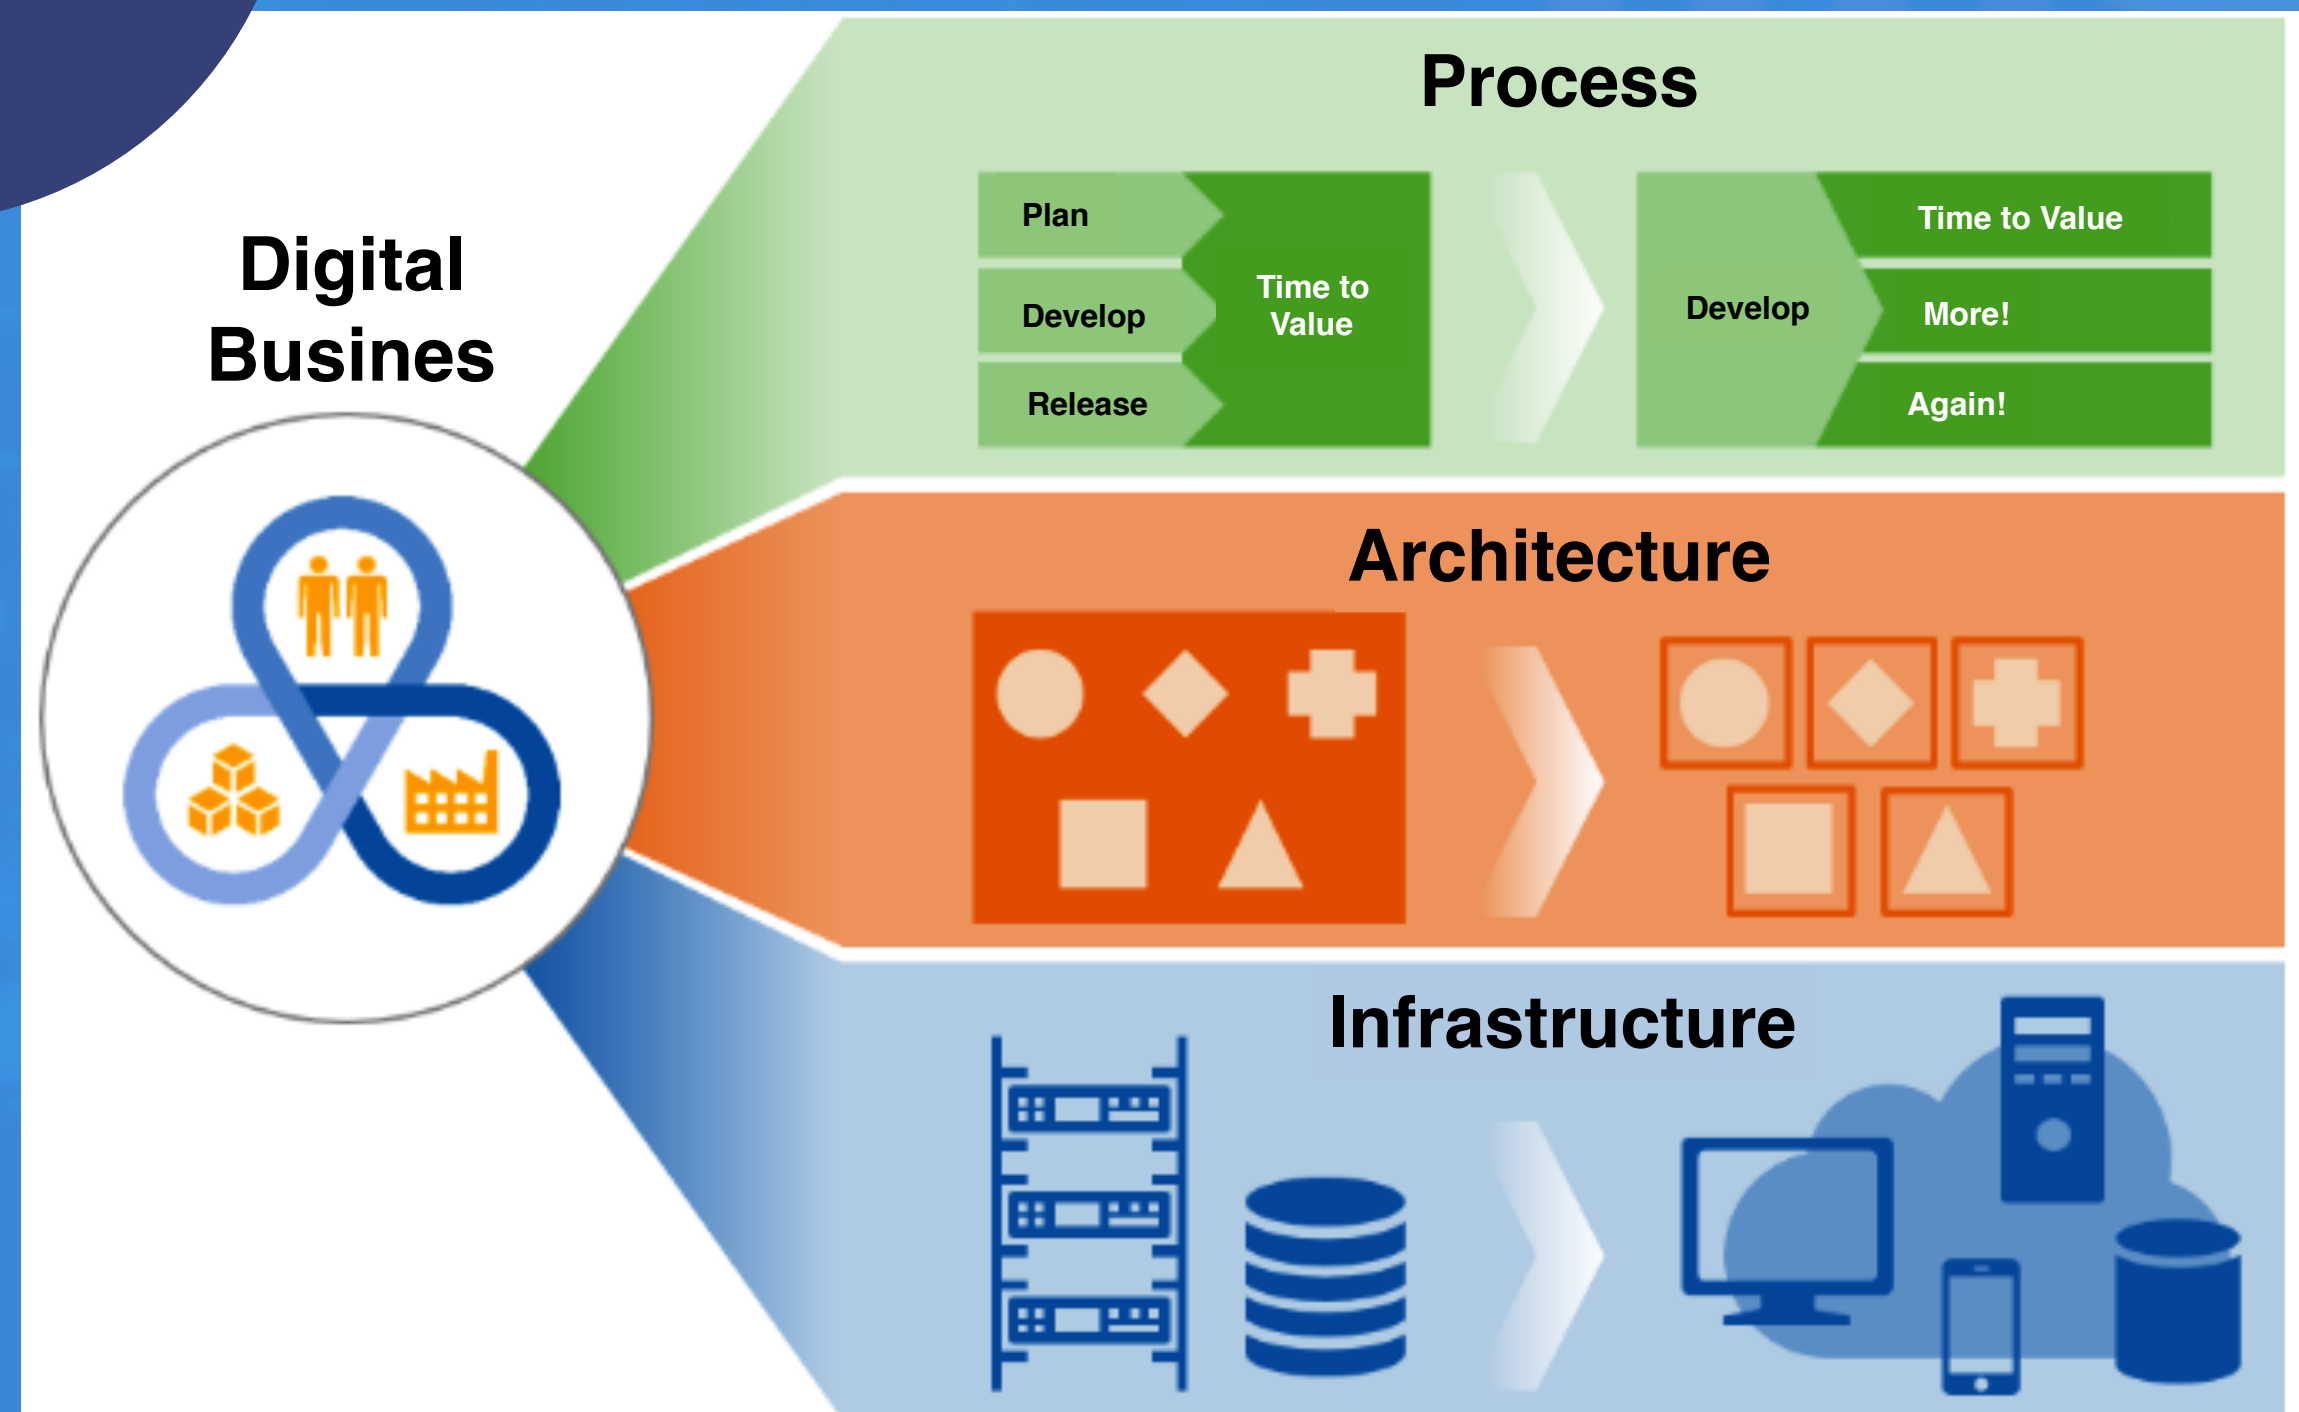 Digital
Busines
Process
Plan
Develop
Release
Time to
Value
Develop
Time to Value
More!
Again!
Architecture
Infrastructure